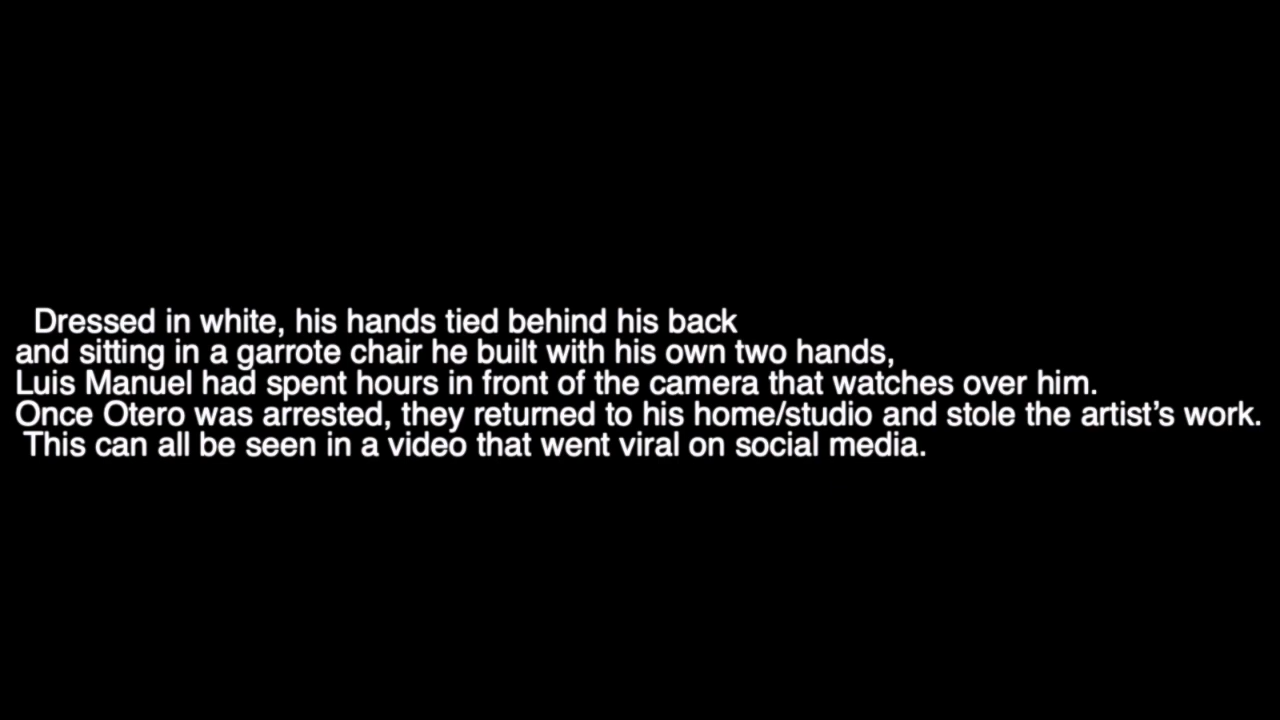 Dressed in white, his hands tied behind his back
and sitting in a garrote chair he built with his own two hands,
Luis Manuel had spent hours in front of the camera that watches over him.
Once Otero was arrested, they returned to his home/studio and stole the artist’s work.
This can all be seen in a video that went viral on social media.